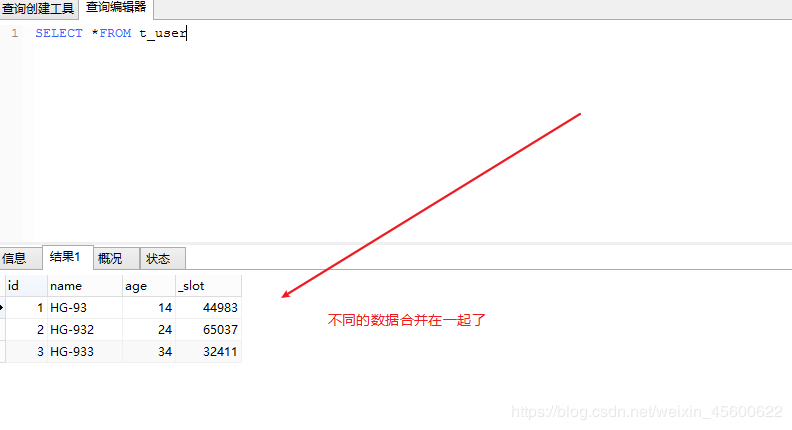 查询创建工具 查询编辑器
1 SELECT *FROM t_user
信息 结果1 概况 状态
id name age _slot
1 HG-93 14 44983
2 HG-932 24 65037
3 HG-933 34 32411
不同的数据合并在一起了
https://blog.csdn.net/weixin_45600622